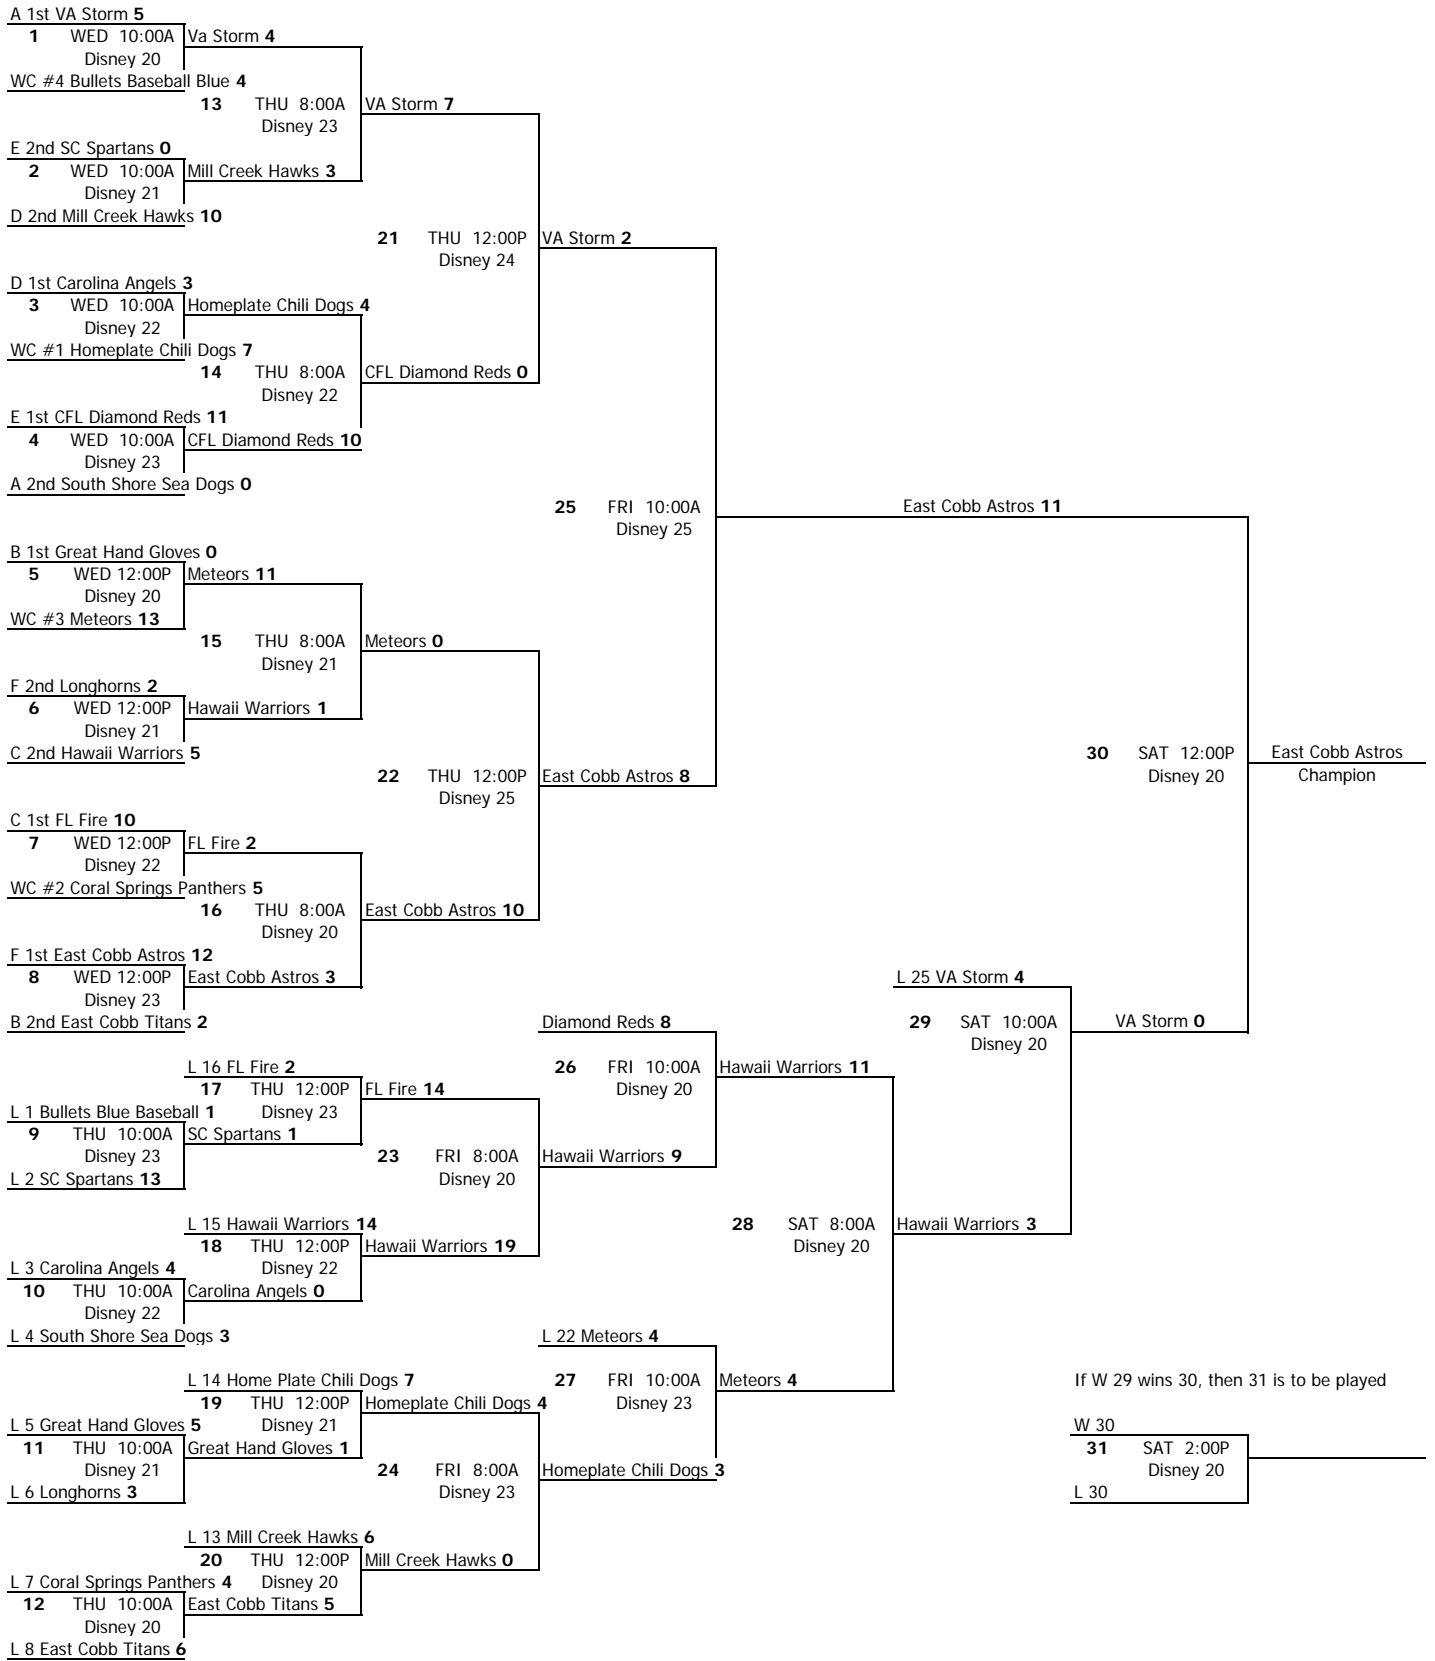 A 1st VA Storm 5
1 WED 10:00A Va Storm 4
Disney 20
WC #4 Bullets Baseball Blue 4
13 THU 8:00A VA Storm 7
Disney 23
E 2nd SC Spartans 0
2 WED 10:00A Mill Creek Hawks 3
Disney 21
D 2nd Mill Creek Hawks 10
21 THU 12:00P VA Storm 2
Disney 24
D 1st Carolina Angels 3
3 WED 10:00A Homeplate Chili Dogs 4
Disney 22
WC #1 Homeplate Chili Dogs 7
14 THU 8:00A CFL Diamond Reds 0
Disney 22
E 1st CFL Diamond Reds 11
4 WED 10:00A CFL Diamond Reds 10
Disney 23
A 2nd South Shore Sea Dogs 0
25 FRI 10:00A East Cobb Astros 11
Disney 25
B 1st Great Hand Gloves 0
5 WED 12:00P Meteors 11
Disney 20
WC #3 Meteors 13
15 THU 8:00A Meteors 0
Disney 21
F 2nd Longhorns 2
6 WED 12:00P Hawaii Warriors 1
Disney 21
C 2nd Hawaii Warriors 5
30 SAT 12:00P East Cobb Astros
Disney 20 Champion
22 THU 12:00P East Cobb Astros 8
Disney 25
C 1st FL Fire 10
7 WED 12:00P FL Fire 2
Disney 22
WC #2 Coral Springs Panthers 5
16 THU 8:00A East Cobb Astros 10
Disney 20
F 1st East Cobb Astros 12
8 WED 12:00P East Cobb Astros 3 L 25 VA Storm 4
Disney 23
B 2nd East Cobb Titans 2 Diamond Reds 8 29 SAT 10:00A VA Storm 0
Disney 20
L 16 FL Fire 2 26 FRI 10:00A Hawaii Warriors 11
17 THU 12:00P FL Fire 14 Disney 20
L 1 Bullets Blue Baseball 1 Disney 23
9 THU 10:00A SC Spartans 1
Disney 23 23 FRI 8:00A Hawaii Warriors 9
L 2 SC Spartans 13 Disney 20
L 15 Hawaii Warriors 14 28 SAT 8:00A Hawaii Warriors 3
18 THU 12:00P Hawaii Warriors 19 Disney 20
L 3 Carolina Angels 4 Disney 22
10 THU 10:00A Carolina Angels 0
Disney 22
L 4 South Shore Sea Dogs 3 L 22 Meteors 4
L 14 Home Plate Chili Dogs 7 27 FRI 10:00A Meteors 4 If W 29 wins 30, then 31 is to be played
19 THU 12:00P Homeplate Chili Dogs 4 Disney 23
L 5 Great Hand Gloves 5 Disney 21 W 30
11 THU 10:00A Great Hand Gloves 1 31 SAT 2:00P
Disney 21 24 FRI 8:00A Homeplate Chili Dogs 3 Disney 20
L 6 Longhorns 3 Disney 23 L 30
L 13 Mill Creek Hawks 6
20 THU 12:00P Mill Creek Hawks 0
L 7 Coral Springs Panthers 4 Disney 20
12 THU 10:00A East Cobb Titans 5
Disney 20
L 8 East Cobb Titans 6